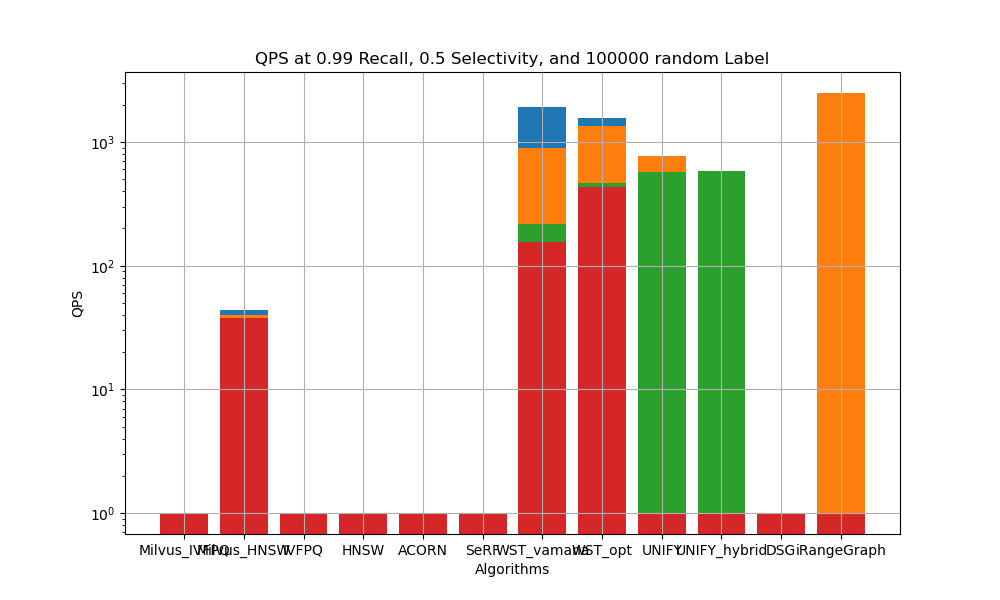 QPS at 0.99 Recall, 0.5 Selectivity, and 100000 random Label
QPS
10³
10²
10¹
10⁰
Milvus_IVFPQ Milvus_HNSW IVFPQ HNSW ACORN SeRF WST_vamana WST_opt UNIFY UNIFY_hybrid DSG iRangeGraph
Algorithms